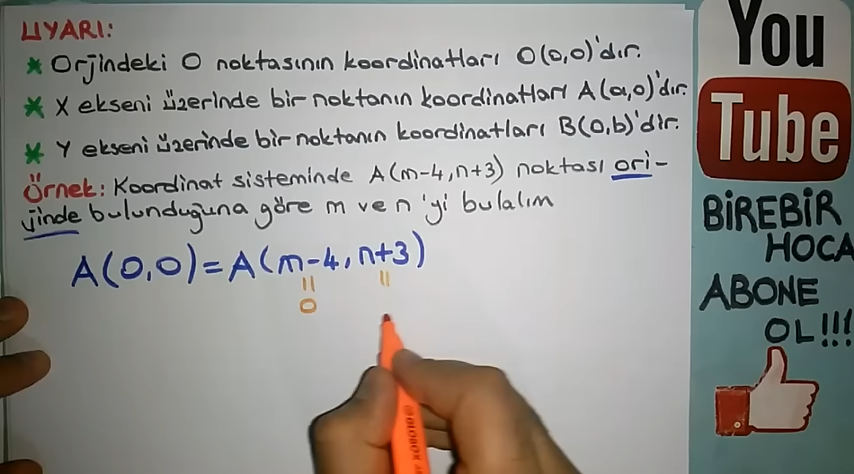 UYARI:
* Orjindeki O noktasının koordinatları O(0,0)'dır.
* X ekseni üzerinde bir noktanın koordinatları A(a,0)'dır.
* Y ekseni üzerinde bir noktanın koordinatları B(0,b)'dir.
Örnek: Koordinat sisteminde A(m-4,n+3) noktası ori-
jinde bulunduğuna göre m ve n'yi bulalım
A(0,0)=A(m-4,n+3)
= =
0
You
Tube
BİREBİR
HOCA
ABONE
OL!!!